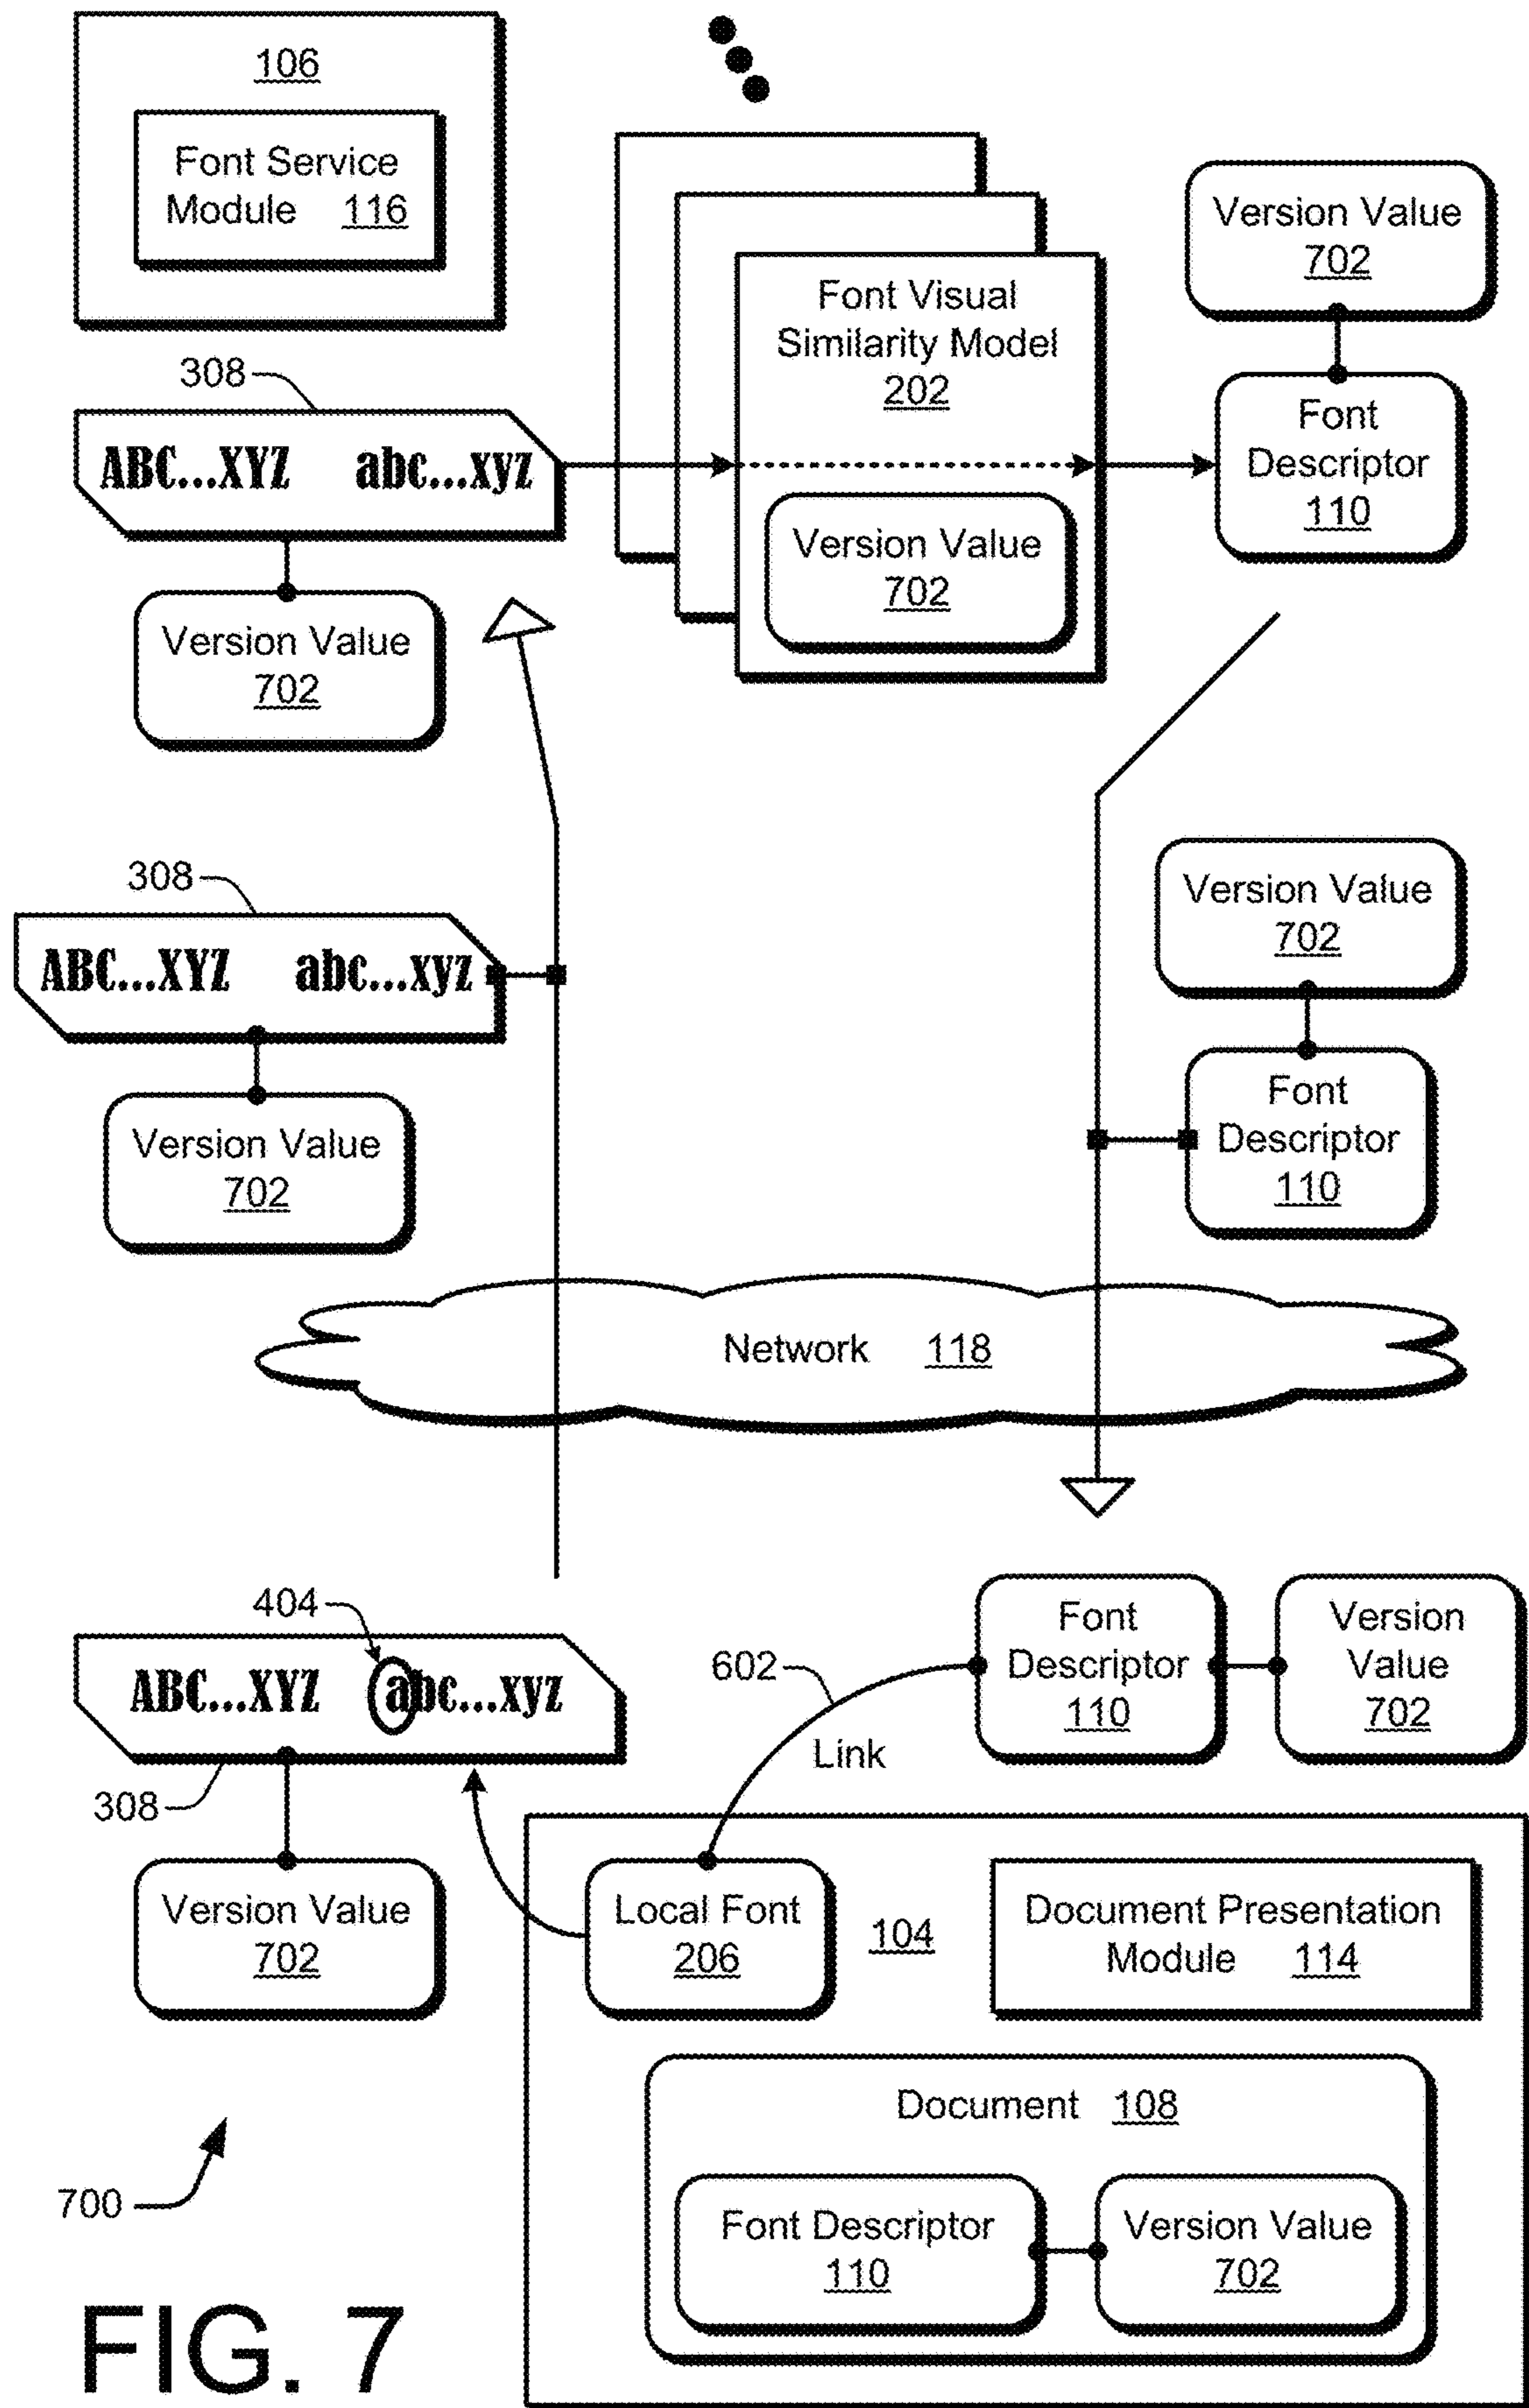 106
Font Service
Module 116
Version Value
702
Font Visual
Similarity Model
202
308
Font
Descriptor
110
ABC...XYZ abc...xyz
Version Value
702
Version Value
702
308
Version Value
702
ABC...XYZ abc...xyz
Font
Descriptor
110
Version Value
702
Network 118
404
Font
Descriptor
110
Version
Value
702
602
ABC...XYZ abc...xyz
Link
308
Version Value
702
Local Font
206
104
Document Presentation
Module 114
Document 108
700
Font Descriptor
110
Version Value
702
FIG. 7